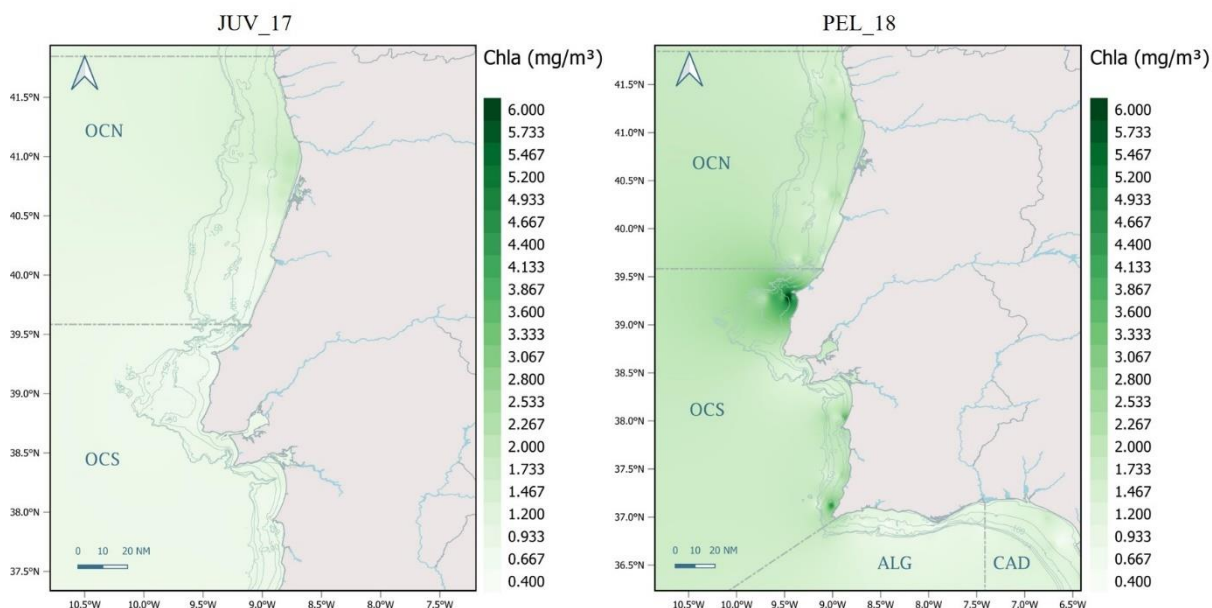 JUV_17
PEL_18
Chla (mg/m³)
6.000
5.733
5.467
5.200
4.933
4.667
4.400
4.133
3.867
3.600
3.333
3.067
2.800
2.533
2.267
2.000
1.733
1.467
1.200
0.933
0.667
0.400
41.5°N
41.0°N
40.5°N
40.0°N
39.5°N
39.0°N
38.5°N
38.0°N
37.5°N
OCN
OCS
0 10 20 NM
10.5°W 10.0°W 9.5°W 9.0°W 8.5°W 8.0°W 7.5°W
Chla (mg/m³)
6.000
5.733
5.467
5.200
4.933
4.667
4.400
4.133
3.867
3.600
3.333
3.067
2.800
2.533
2.267
2.000
1.733
1.467
1.200
0.933
0.667
0.400
41.5°N
41.0°N
40.5°N
40.0°N
39.5°N
39.0°N
38.5°N
38.0°N
37.5°N
37.0°N
36.5°N
OCN
OCS
ALG
CAD
0 10 20 NM
10.5°W 10.0°W 9.5°W 9.0°W 8.5°W 8.0°W 7.5°W 7.0°W 6.5°W